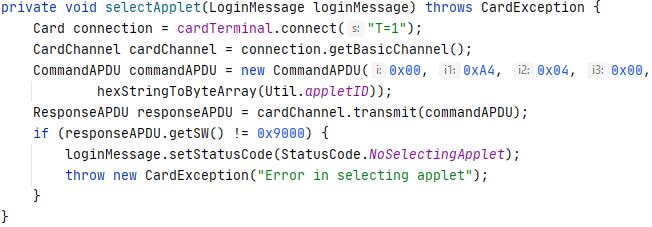 private void selectApplet(LoginMessage loginMessage) throws CardException {
    Card connection = cardTerminal.connect( s: "T=1");
    CardChannel cardChannel = connection.getBasicChannel();
    CommandAPDU commandAPDU = new CommandAPDU( i: 0x00, i1: 0xA4, i2: 0x04, i3: 0x00,
            hexStringToByteArray(Util.appletID));
    ResponseAPDU responseAPDU = cardChannel.transmit(commandAPDU);
    if (responseAPDU.getSW() != 0x9000) {
        loginMessage.setStatusCode(StatusCode.NoSelectingApplet);
        throw new CardException("Error in selecting applet");
    }
}